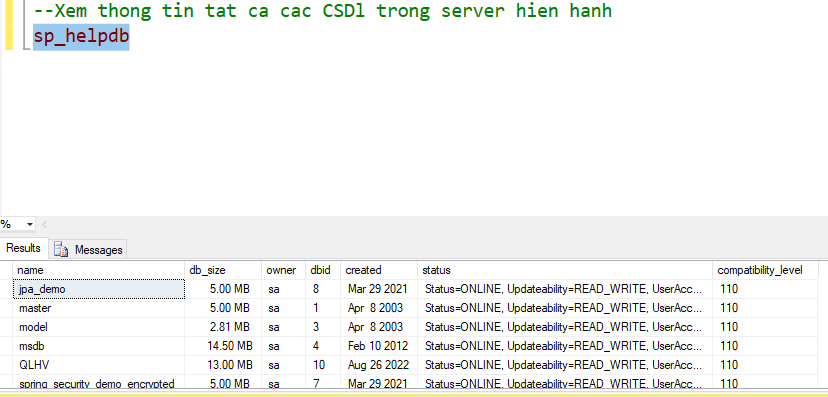 --Xem thong tin tat ca cac CSDl trong server hien hanh
sp_helpdb
%
Results Messages
name db_size owner dbid created status compatibility_level
jpa_demo 5.00 MB sa 8 Mar 29 2021 Status=ONLINE, Updateability=READ_WRITE, UserAcc... 110
master 5.00 MB sa 1 Apr 8 2003 Status=ONLINE, Updateability=READ_WRITE, UserAcc... 110
model 2.81 MB sa 3 Apr 8 2003 Status=ONLINE, Updateability=READ_WRITE, UserAcc... 110
msdb 14.50 MB sa 4 Feb 10 2012 Status=ONLINE, Updateability=READ_WRITE, UserAcc... 110
QLHV 13.00 MB sa 10 Aug 26 2022 Status=ONLINE, Updateability=READ_WRITE, UserAcc... 110
spring_security_demo_encrypted 5.00 MB sa 7 Mar 29 2021 Status=ONLINE, Updateability=READ_WRITE, UserAcc... 110